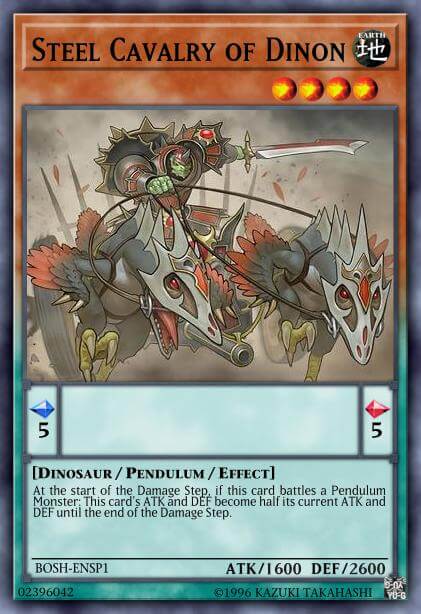 STEEL CAVALRY OF DINON
EARTH
地
5
5
[DINOSAUR / PENDULUM / EFFECT]
At the start of the Damage Step, if this card battles a Pendulum
Monster: This card's ATK and DEF become half its current ATK and
DEF until the end of the Damage Step.
BOSH-ENSP1
ATK/1600 DEF/2600
02396042
©1996 KAZUKI TAKAHASHI